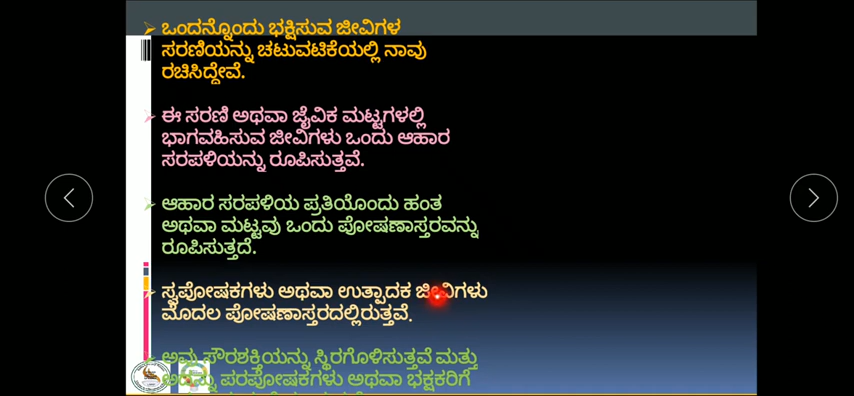 ಒಂದನ್ನೊಂದು ಭಕ್ಷಿಸುವ ಜೀವಿಗಳ
ಸರಣಿಯನ್ನು ಚಟುವಟಿಕೆಯಲ್ಲಿ ನಾವು
ರಚಿಸಿದ್ದೇವೆ.
ಈ ಸರಣಿ ಅಥವಾ ಜೈವಿಕ ಮಟ್ಟಗಳಲ್ಲಿ
ಭಾಗವಹಿಸುವ ಜೀವಿಗಳು ಒಂದು ಆಹಾರ
ಸರಪಳಿಯನ್ನು ರೂಪಿಸುತ್ತವೆ.
ಆಹಾರ ಸರಪಳಿಯ ಪ್ರತಿಯೊಂದು ಹಂತ
ಅಥವಾ ಮಟ್ಟವು ಒಂದು ಪೋಷಣಾಸ್ತರವನ್ನು
ರೂಪಿಸುತ್ತದೆ.
ಸ್ವಪೋಷಕಗಳು ಅಥವಾ ಉತ್ಪಾದಕ ಜೀವಿಗಳು
ಮೊದಲ ಪೋಷಣಾಸ್ತರದಲ್ಲಿರುತ್ತವೆ.
ಅವು ಸೌರಶಕ್ತಿಯನ್ನು ಸ್ಥಿರಗೊಳಿಸುತ್ತವೆ ಮತ್ತು
ಅದನ್ನು ಪರಪೋಷಕಗಳು ಅಥವಾ ಭಕ್ಷಕರಿಗೆ